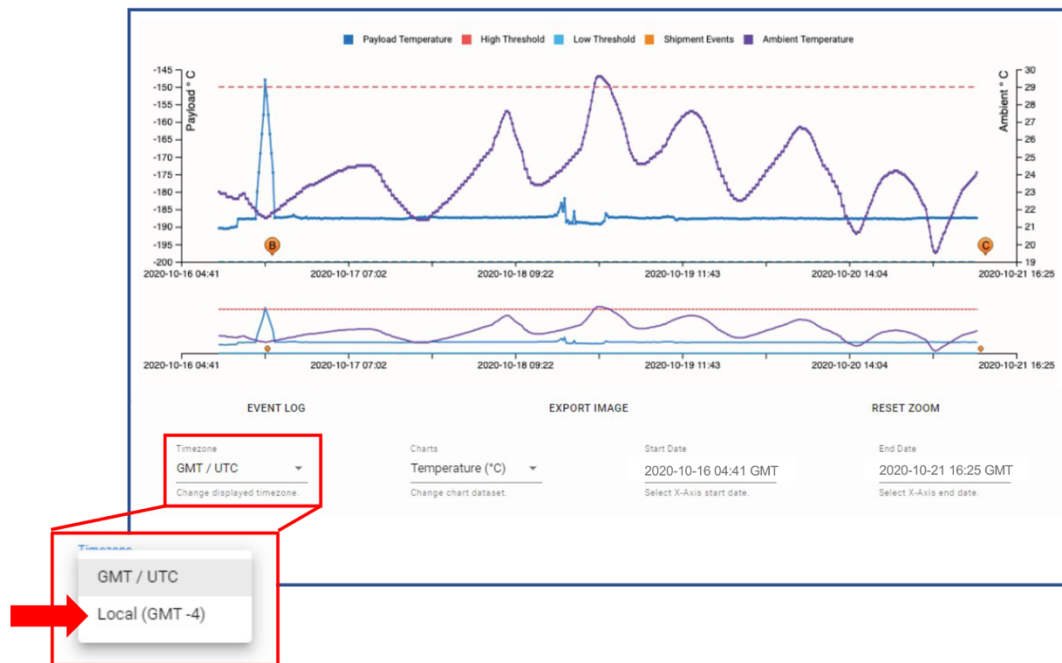 Payload Temperature High Threshold Low Threshold Shipment Events Ambient Temperature
-145
-150
-155
-160
-165
-170
-175
-180
-185
-190
-195
-200
Payload ° C
30
29
28
27
26
25
24
23
22
21
20
19
Ambient ° C
B
C
2020-10-16 04:41 2020-10-17 07:02 2020-10-18 09:22 2020-10-19 11:43 2020-10-20 14:04 2020-10-21 16:25
2020-10-16 04:41 2020-10-17 07:02 2020-10-18 09:22 2020-10-19 11:43 2020-10-20 14:04 2020-10-21 16:25
EVENT LOG EXPORT IMAGE RESET ZOOM
Timezone Charts Start Date End Date
GMT / UTC Temperature (°C) 2020-10-16 04:41 GMT 2020-10-21 16:25 GMT
Change displayed timezone. Change chart dataset. Select X-Axis start date. Select X-Axis end date.
Timezone
GMT / UTC
Local (GMT -4)